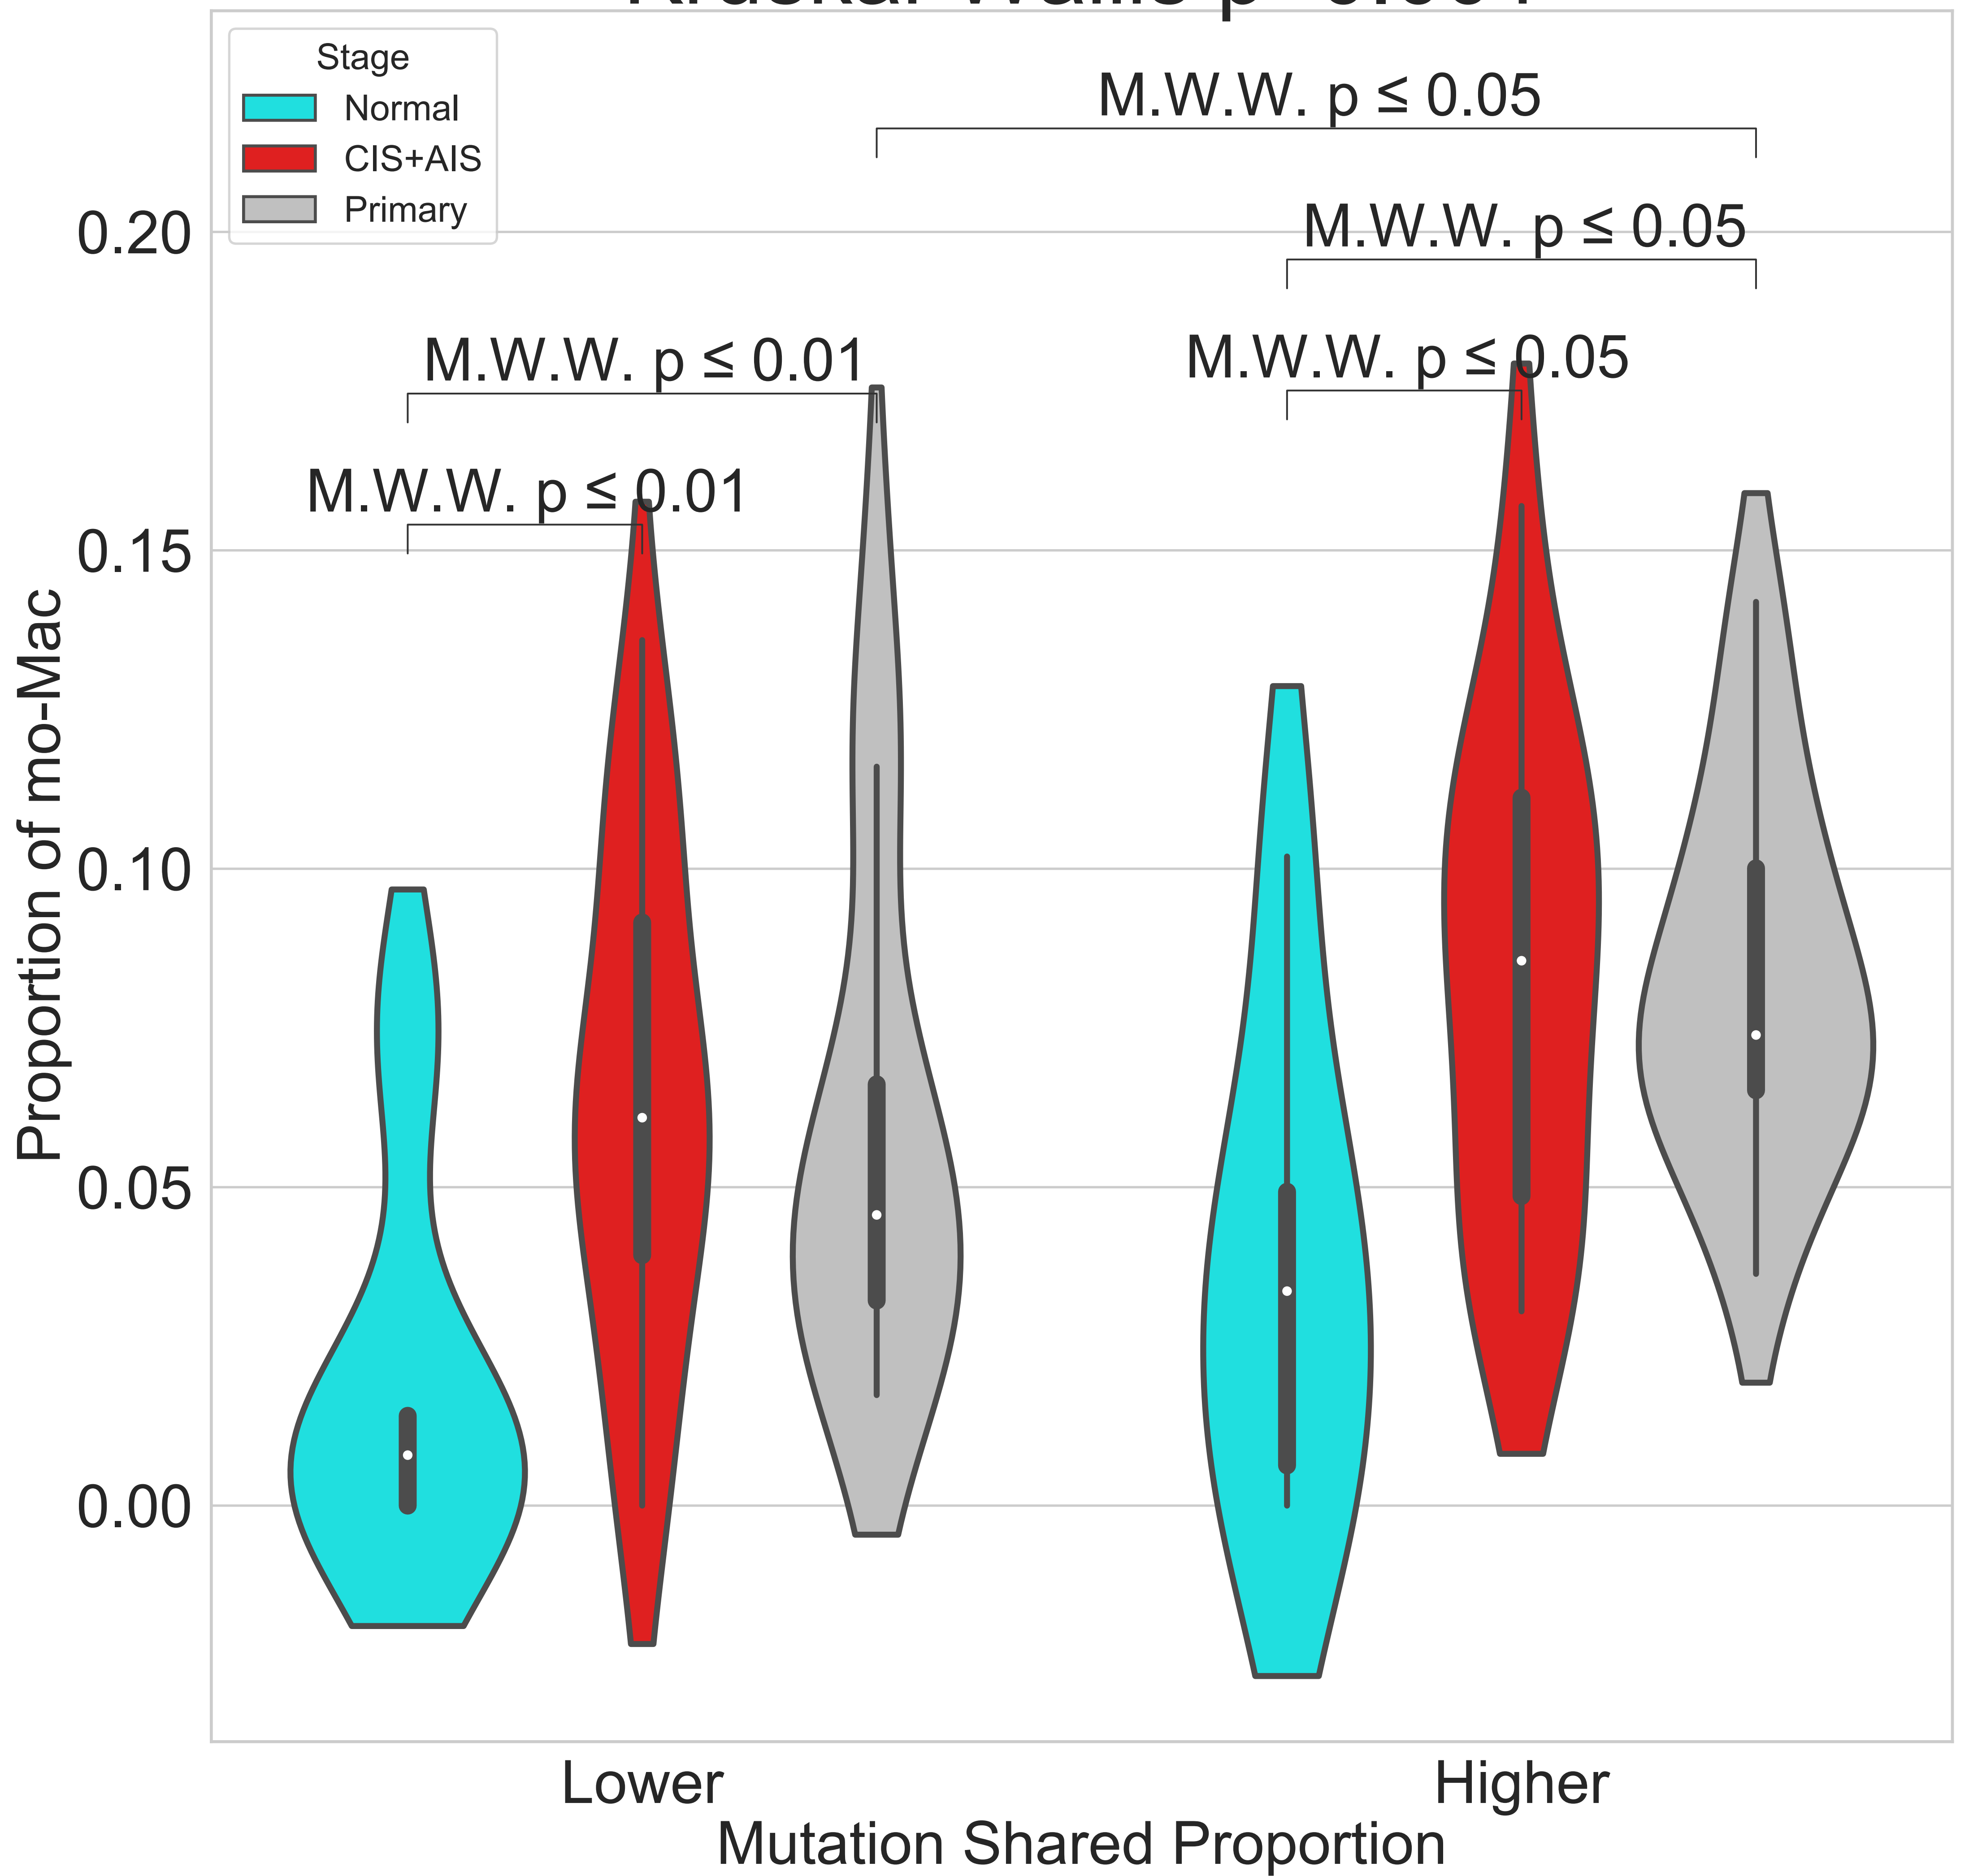 Stage
Normal
CIS+AIS
Primary
M.W.W. p ≤ 0.05
M.W.W. p ≤ 0.05
M.W.W. p ≤ 0.01
M.W.W. p ≤ 0.05
M.W.W. p ≤ 0.01
0.20
0.15
0.10
0.05
0.00
Proportion of mo-Mac
Lower
Higher
Mutation Shared Proportion